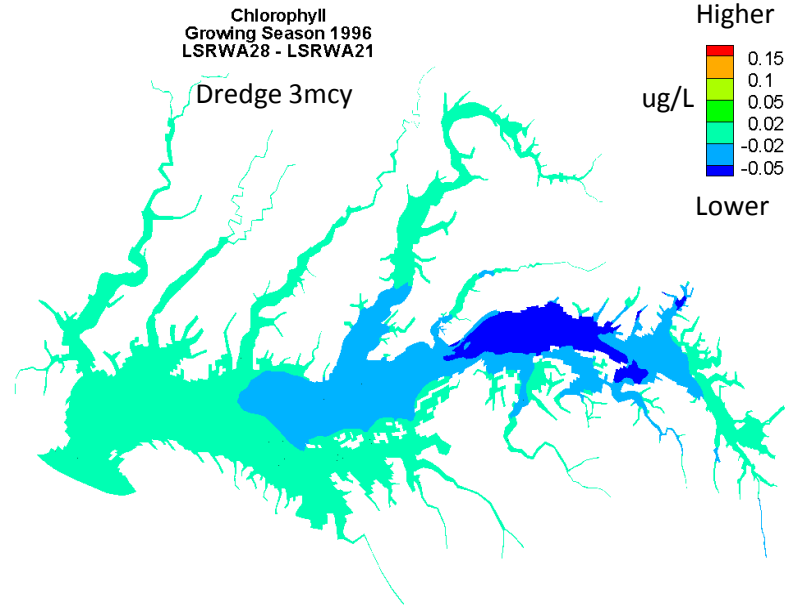 Chlorophyll
Growing Season 1996
LSRWA28 - LSRWA21
Dredge 3mcy
Higher
ug/L
0.15
0.1
0.05
0.02
-0.02
-0.05
Lower